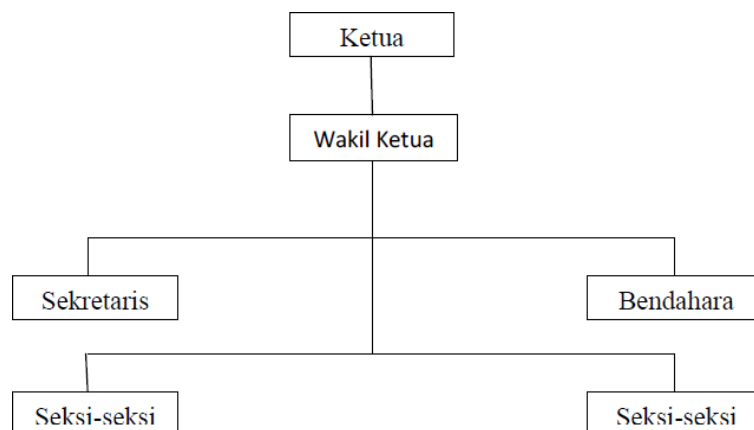 Ketua
Wakil Ketua
Sekretaris
Bendahara
Seksi-seksi
Seksi-seksi